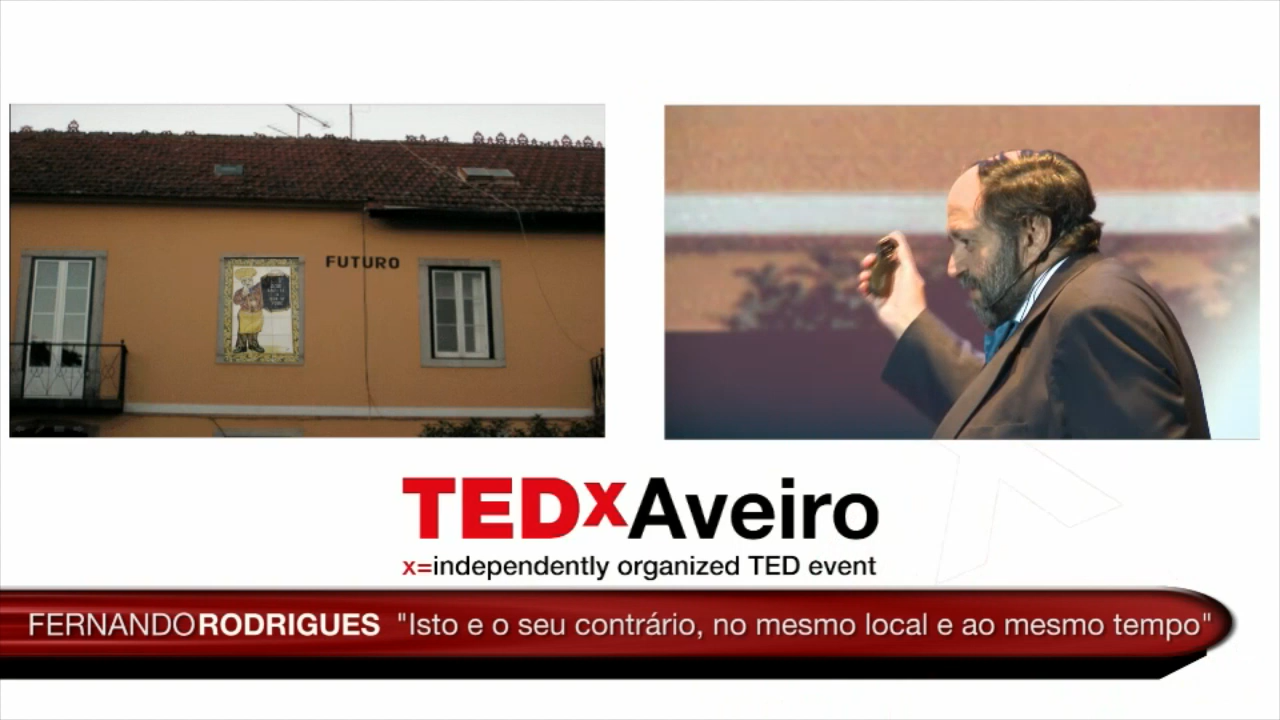 FUTURO
TEDxAveiro
x=independently organized TED event
FERNANDORODRIGUES "Isto e o seu contrário, no mesmo local e ao mesmo tempo"